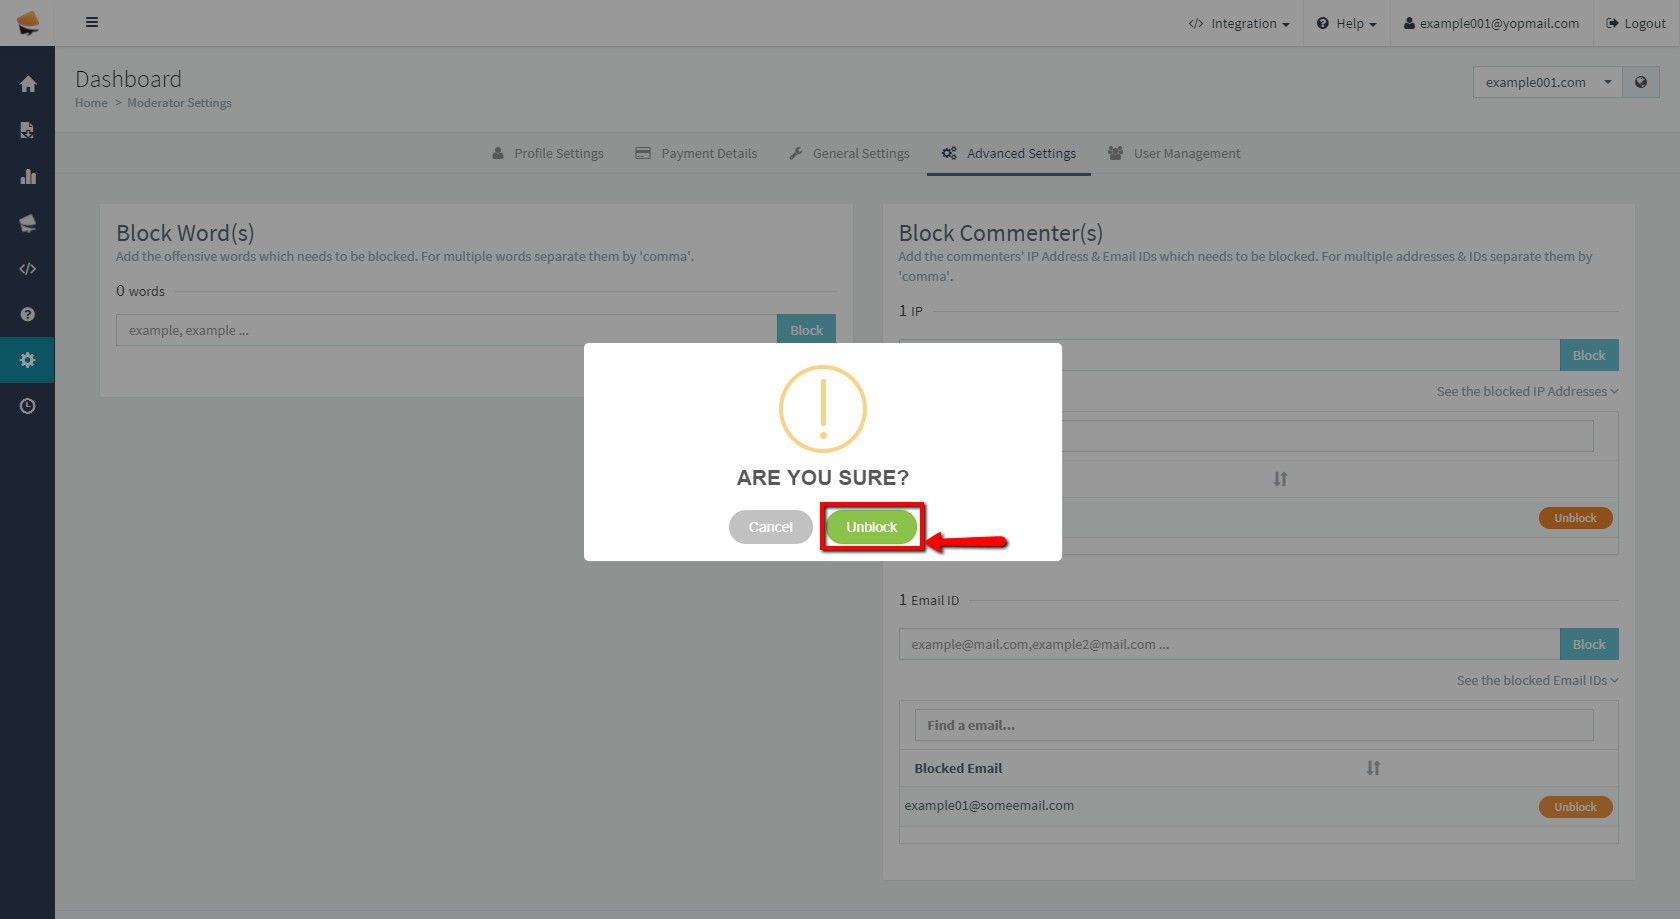 Integration
Help
example001@yopmail.com
Logout
Dashboard
Home > Moderator Settings
example001.com
Profile Settings
Payment Details
General Settings
Advanced Settings
User Management
Block Word(s)
Add the offensive words which needs to be blocked. For multiple words separate them by 'comma'.
0 words
example, example ...
Block
Block Commenter(s)
Add the commenters' IP Address & Email IDs which needs to be blocked. For multiple addresses & IDs separate them by
'comma'.
1 IP
Block
See the blocked IP Addresses
Unblock
ARE YOU SURE?
Cancel
Unblock
1 Email ID
example@mail.com,example2@mail.com ...
Block
See the blocked Email IDs
Find a email...
Blocked Email
example01@someemail.com
Unblock